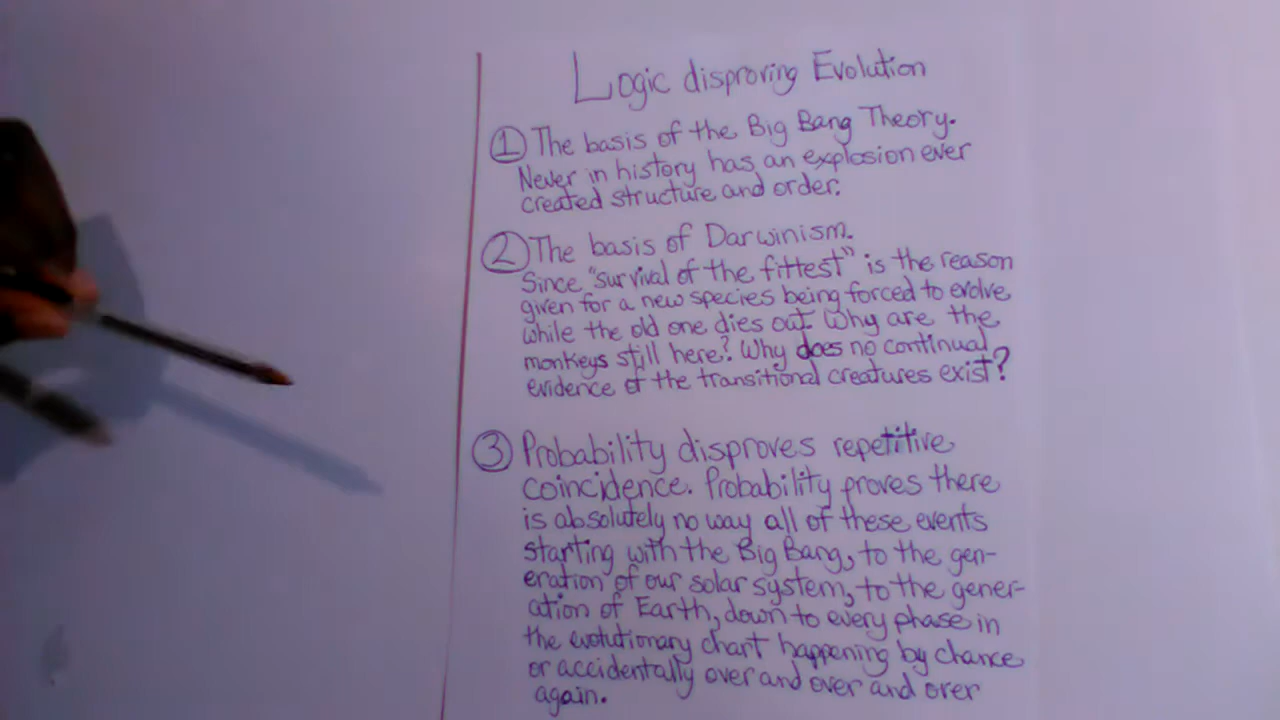 Logic disproving Evolution
① The basis of the Big Bang Theory.
Never in history has an explosion ever
created structure and order.
② The basis of Darwinism.
Since "survival of the fittest" is the reason
given for a new species being forced to evolve
while the old one dies out. Why are the
monkeys still here? Why does no continual
evidence of the transitional creatures exist?
③ Probability disproves repetitive
coincidence. Probability proves there
is absolutely no way all of these events
starting with the Big Bang, to the gen-
eration of our solar system, to the gener-
ation of Earth, down to every phase in
the evolutionary chart happening by chance
or accidentally over and over and over
again.